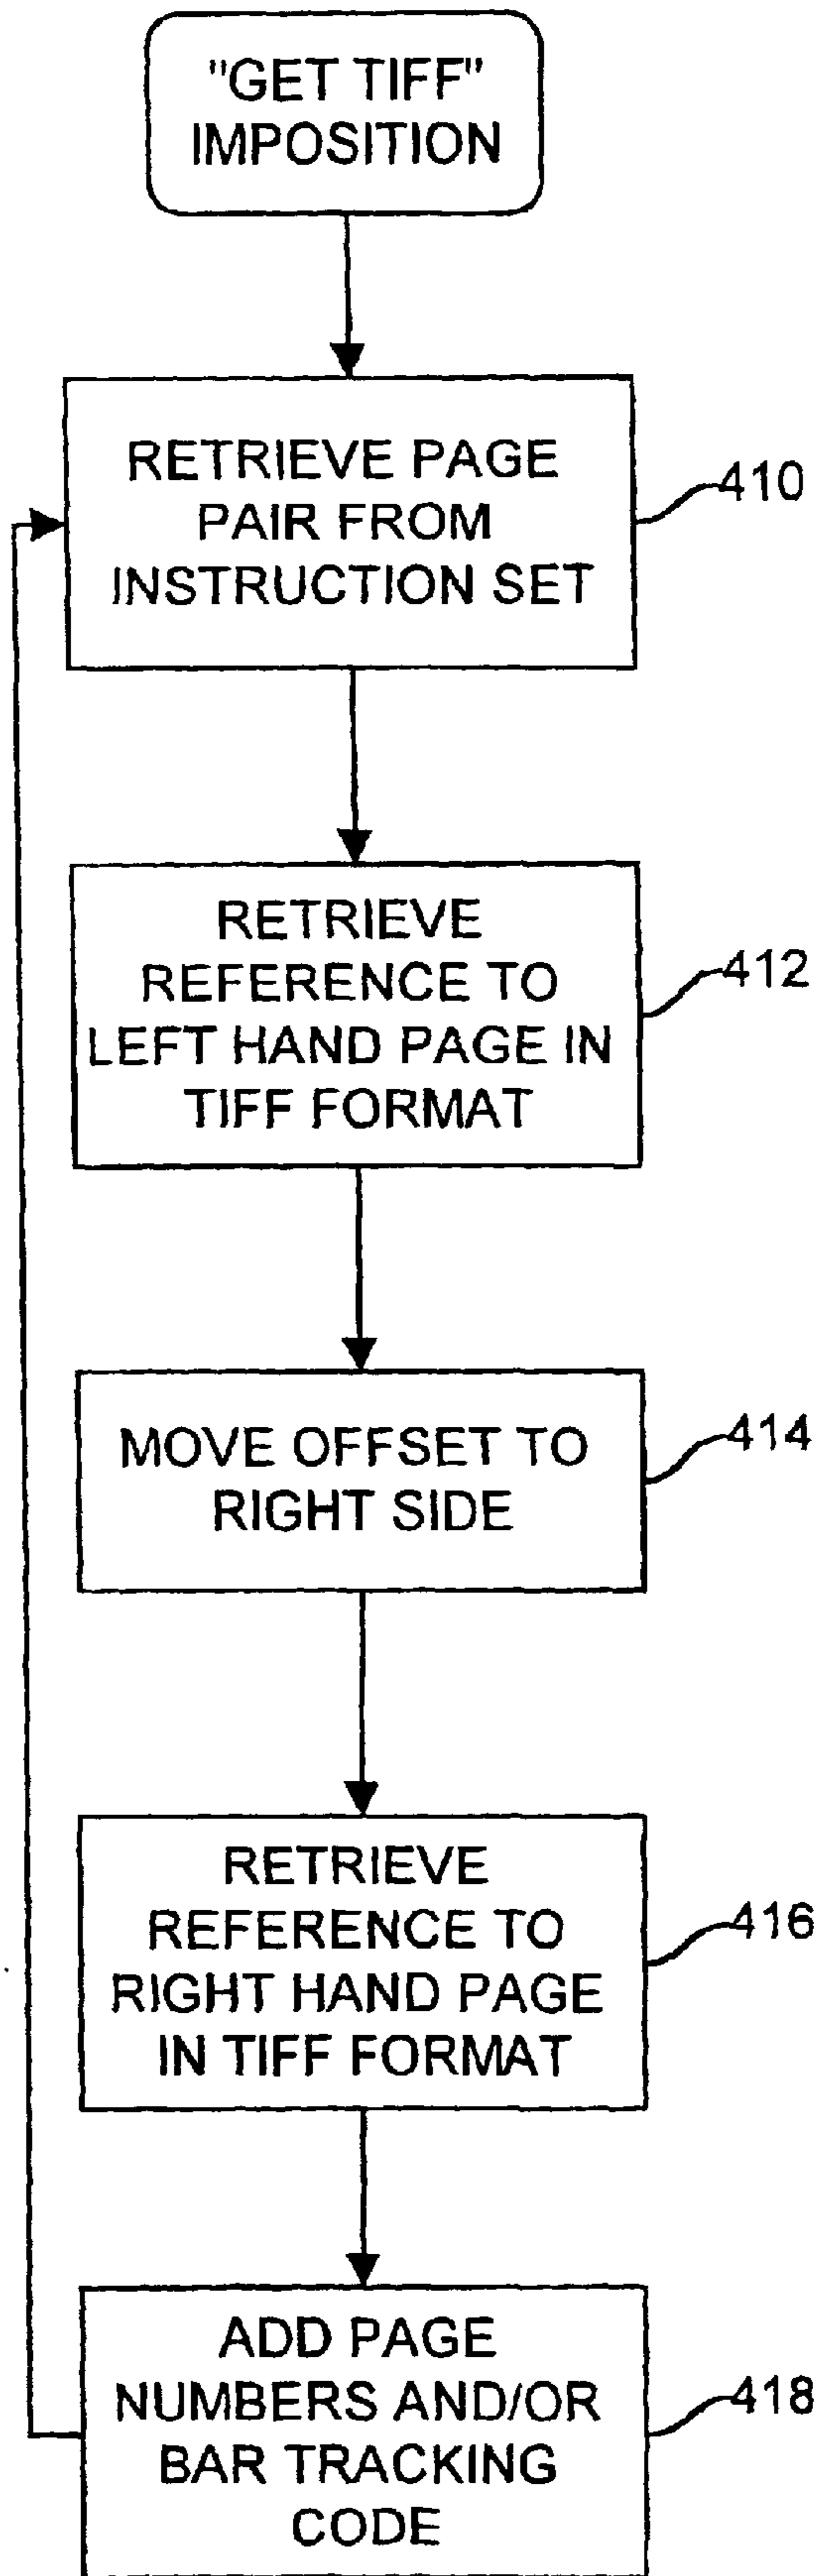 "GET TIFF"
IMPOSITION
RETRIEVE PAGE
PAIR FROM
INSTRUCTION SET
410
RETRIEVE
REFERENCE TO
LEFT HAND PAGE IN
TIFF FORMAT
412
MOVE OFFSET TO
RIGHT SIDE
414
RETRIEVE
REFERENCE TO
RIGHT HAND PAGE
IN TIFF FORMAT
416
ADD PAGE
NUMBERS AND/OR
BAR TRACKING
CODE
418